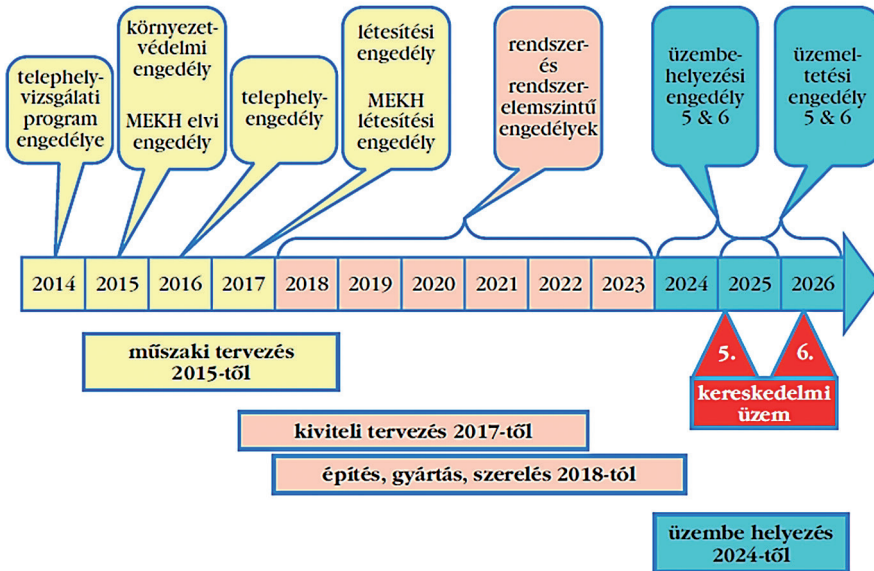 telephely-
vizsgálati
program
engedélye
környezet-
védelmi
engedély
MEKH elvi
engedély
telephely-
engedély
létesítési
engedély
MEKH
létesítési
engedély
rendszer-
és
rendszer-
elemszintű
engedélyek
üzembe-
helyezési
engedély
5 & 6
üzemel-
tetési
engedély
5 & 6
2014 2015 2016 2017 2018 2019 2020 2021 2022 2023 2024 2025 2026
5. 6.
kereskedelmi
üzem
műszaki tervezés
2015-től
kiviteli tervezés 2017-től
építés, gyártás, szerelés 2018-tól
üzembe helyezés
2024-től